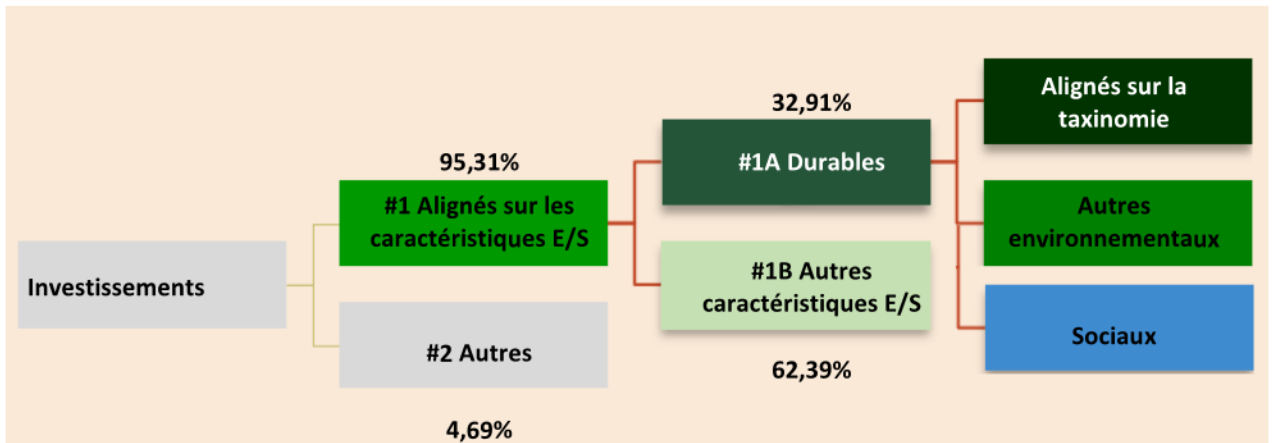 Investissements
95,31%
#1 Alignés sur les
caractéristiques E/S
#2 Autres
4,69%
32,91%
#1A Durables
#1B Autres
caractéristiques E/S
62,39%
Alignés sur la
taxinomie
Autres
environnementaux
Sociaux